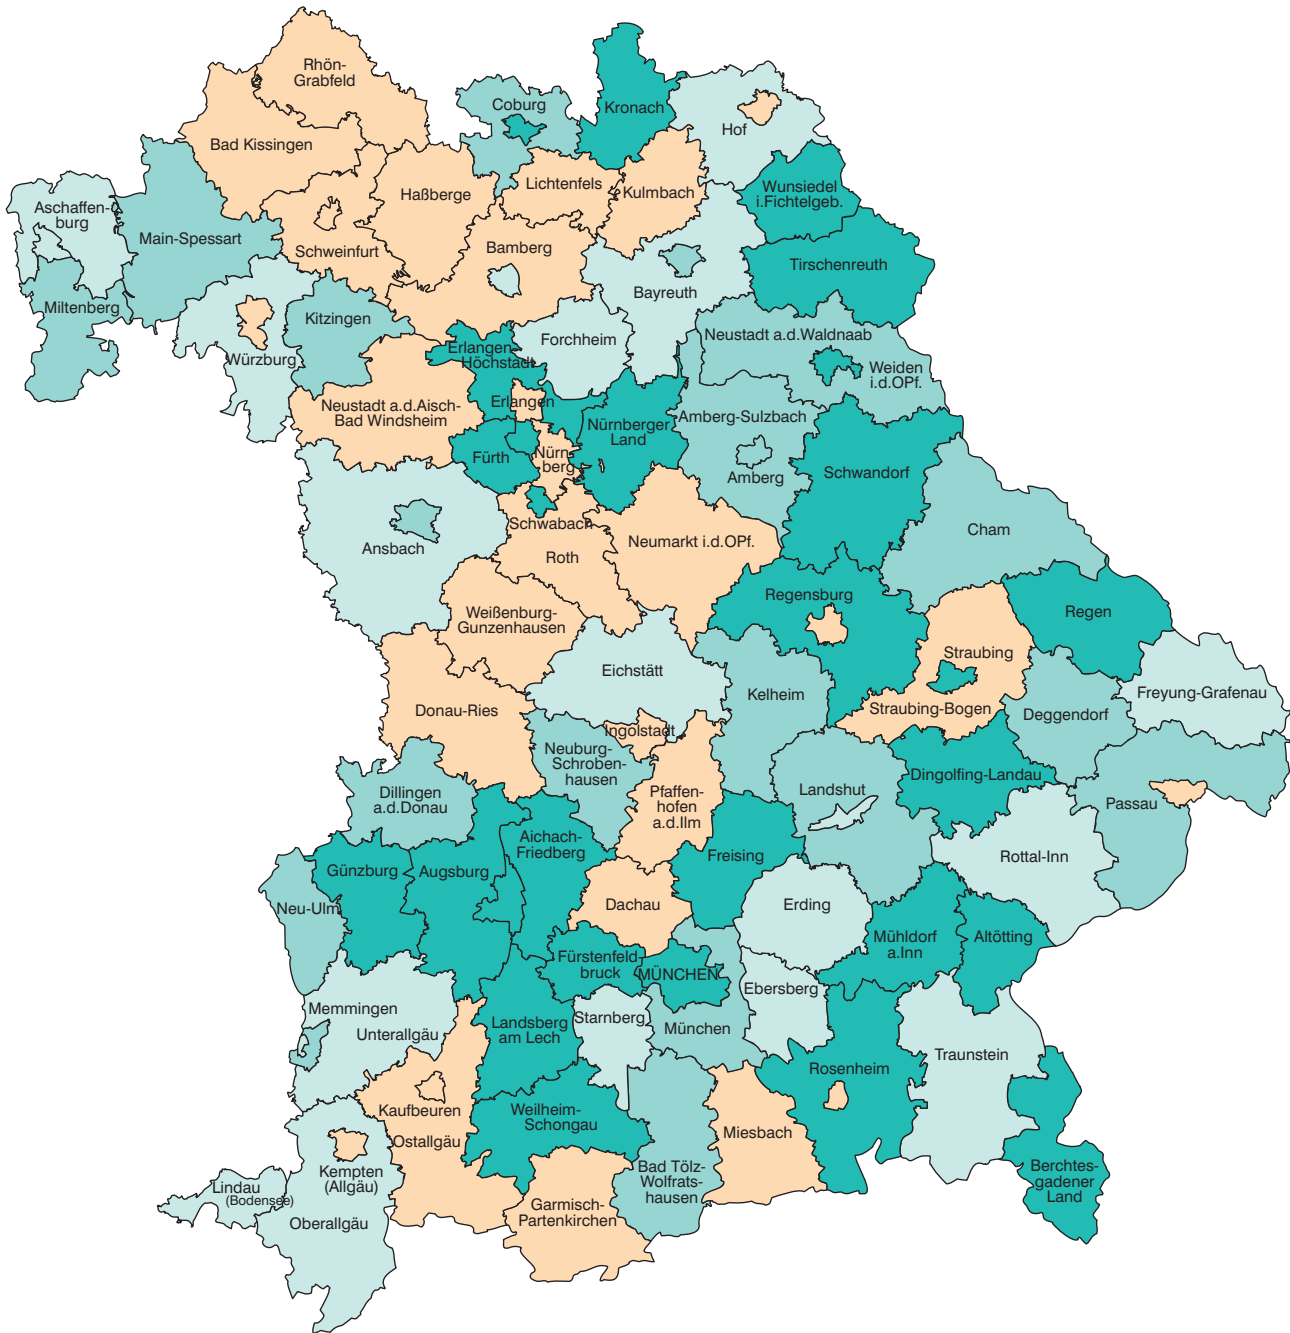 Rhön-
Grabfeld
Coburg
Kronach
Hof
Bad Kissingen
Lichtenfels
Kulmbach
Haßberge
Wunsiedel
i.Fichtelgeb.
Aschaffen-
burg
Main-Spessart
Schweinfurt
Bamberg
Tirschenreuth
Bayreuth
Miltenberg
Kitzingen
Würzburg
Forchheim
Erlangen-
Höchstadt
Neustadt a.d.Waldnaab
Weiden
i.d.OPf.
Neustadt a.d.Aisch-
Bad Windsheim
Erlangen
Nürnberger
Land
Amberg-Sulzbach
Amberg
Fürth
Nürn-
berg
Schwandorf
Cham
Ansbach
Schwabach
Roth
Neumarkt i.d.OPf.
Regensburg
Regen
Weißenburg-
Gunzenhausen
Straubing
Eichstätt
Kelheim
Freyung-Grafenau
Donau-Ries
Straubing-Bogen
Deggendorf
Ingolstadt
Neuburg-
Schroben-
hausen
Dingolfing-Landau
Dillingen
a.d.Donau
Pfaffen-
hofen
a.d.Ilm
Landshut
Passau
Aichach-
Friedberg
Freising
Rottal-Inn
Günzburg
Augsburg
Neu-Ulm
Dachau
Erding
Mühldorf
a.Inn
Altötting
Fürstenfeld-
bruck
MÜNCHEN
Ebersberg
Memmingen
Unterallgäu
Landsberg
am Lech
Starnberg
München
Traunstein
Rosenheim
Kaufbeuren
Ostallgäu
Weilheim-
Schongau
Miesbach
Bad Tölz-
Wolfrats-
hausen
Berchtes-
gadener
Land
Kempten
(Allgäu)
Lindau
(Bodensee)
Oberallgäu
Garmisch-
Partenkirchen